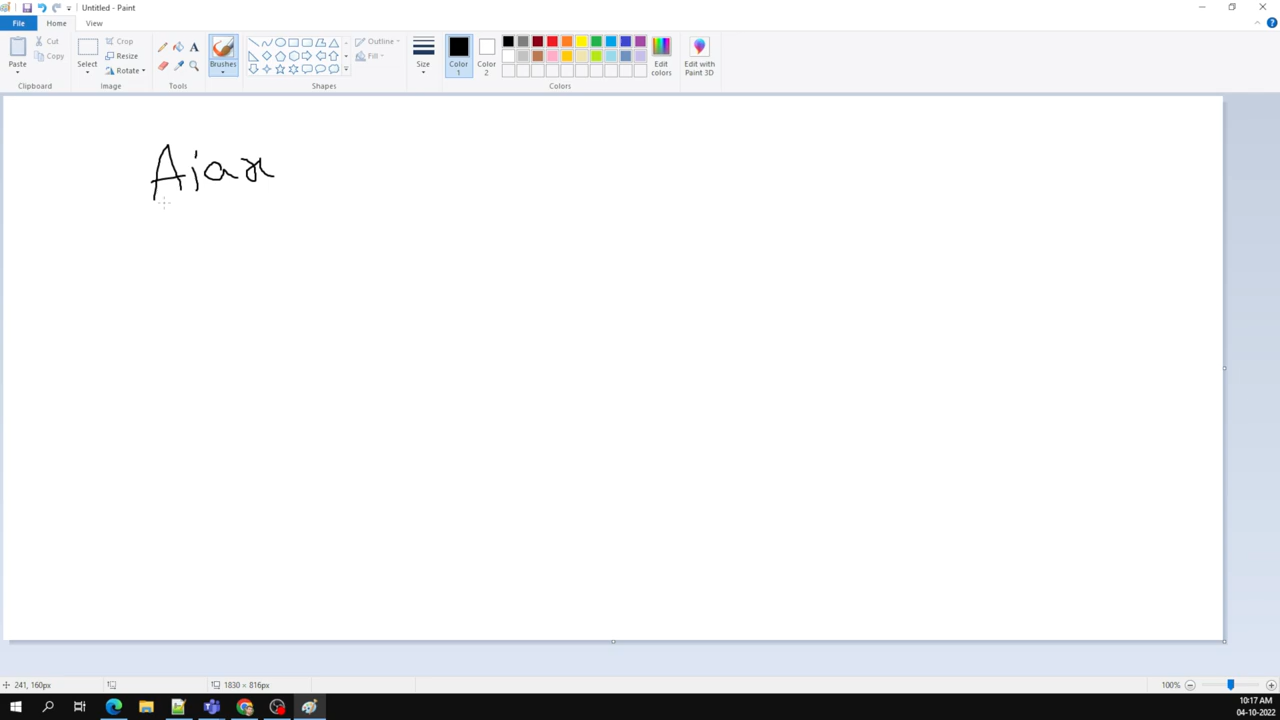 Untitled - Paint
File Home View
Paste
Cut
Copy
Clipboard
Select
Crop
Resize
Rotate
Image
Tools
Brushes
Shapes
Outline
Fill
Size
Color 1
Color 2
Colors
Edit colors
Edit with Paint 3D
Ajax
241, 160px
1830 × 816px
100%
10:17 AM
04-10-2022